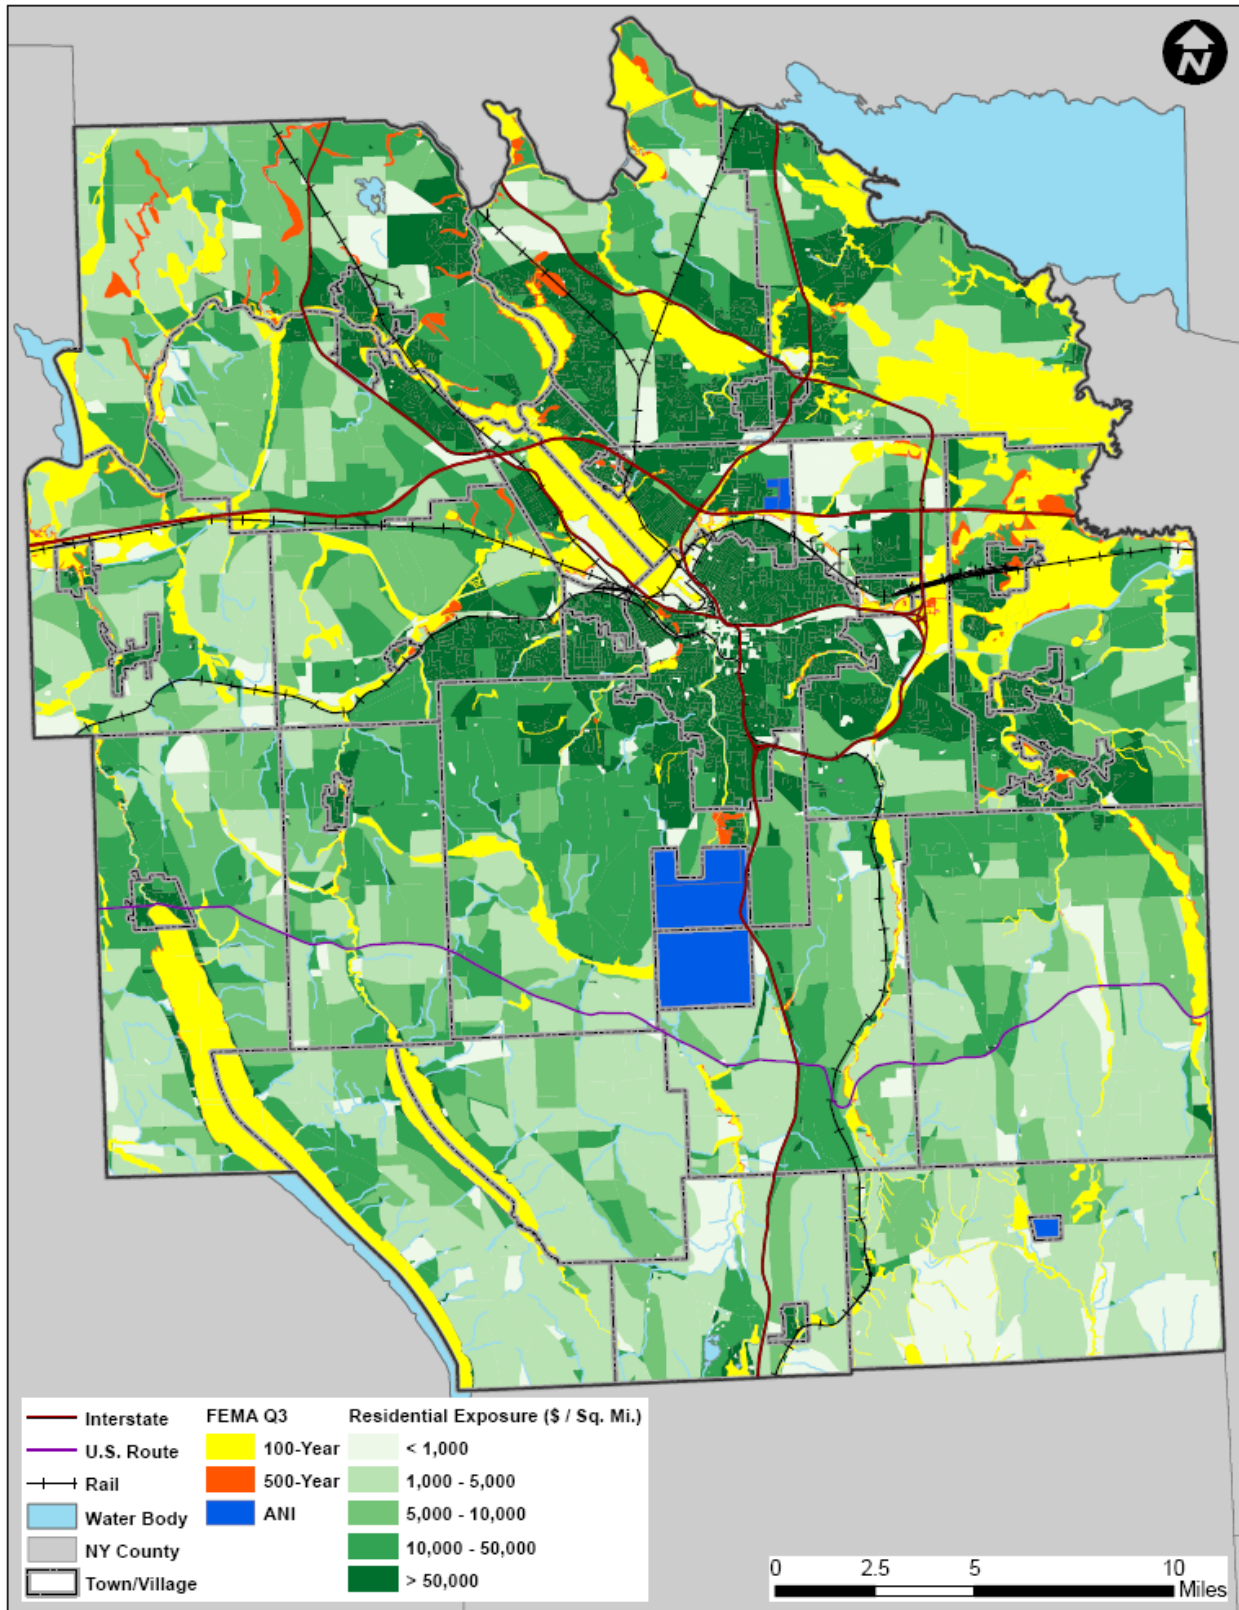 N
Interstate
U.S. Route
Rail
Water Body
NY County
Town/Village
FEMA Q3
100-Year
500-Year
ANI
Residential Exposure ($ / Sq. Mi.)
< 1,000
1,000 - 5,000
5,000 - 10,000
10,000 - 50,000
> 50,000
0 2.5 5 10
Miles